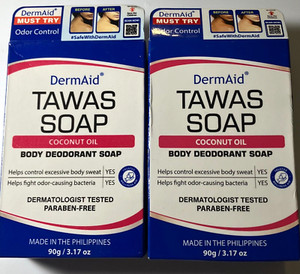 DermAid
MUST TRY
Odor Control
BEFORE
AFTER
#SafeWithDermAid
DermAid
TAWAS
SOAP
COCONUT OIL
BODY DEODORANT SOAP
Helps control excessive body sweat YES
Helps fight odor-causing bacteria YES
DERMATOLOGIST TESTED
PARABEN-FREE
MADE IN THE PHILIPPINES
90g / 3.17 oz
DermAid
MUST TRY
Odor Control
BEFORE
AFTER
#SafeWithDermAid
DermAid
TAWAS
SOAP
COCONUT OIL
BODY DEODORANT SOAP
Helps control excessive body sweat YES
Helps fight odor-causing bacteria YES
DERMATOLOGIST TESTED
PARABEN-FREE
MADE IN THE PHILIPPINES
90g / 3.17 oz